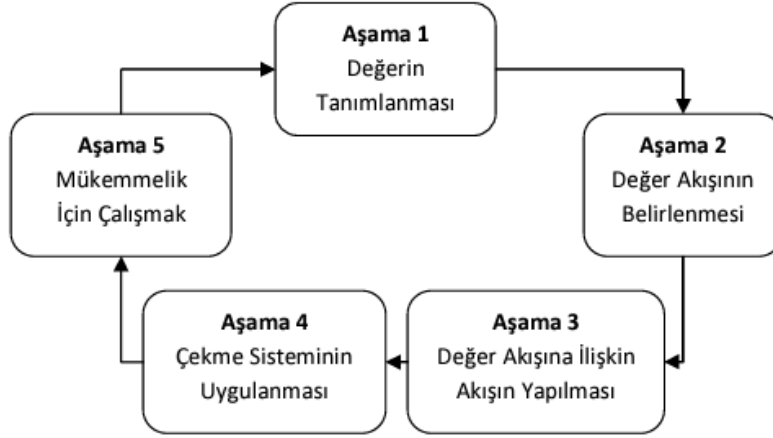 Aşama 1
Değerin
Tanımlanması
Aşama 2
Değer Akışının
Belirlenmesi
Aşama 3
Değer Akışına İlişkin
Akışın Yapılması
Aşama 4
Çekme Sisteminin
Uygulanması
Aşama 5
Mükemmelik
İçin Çalışmak